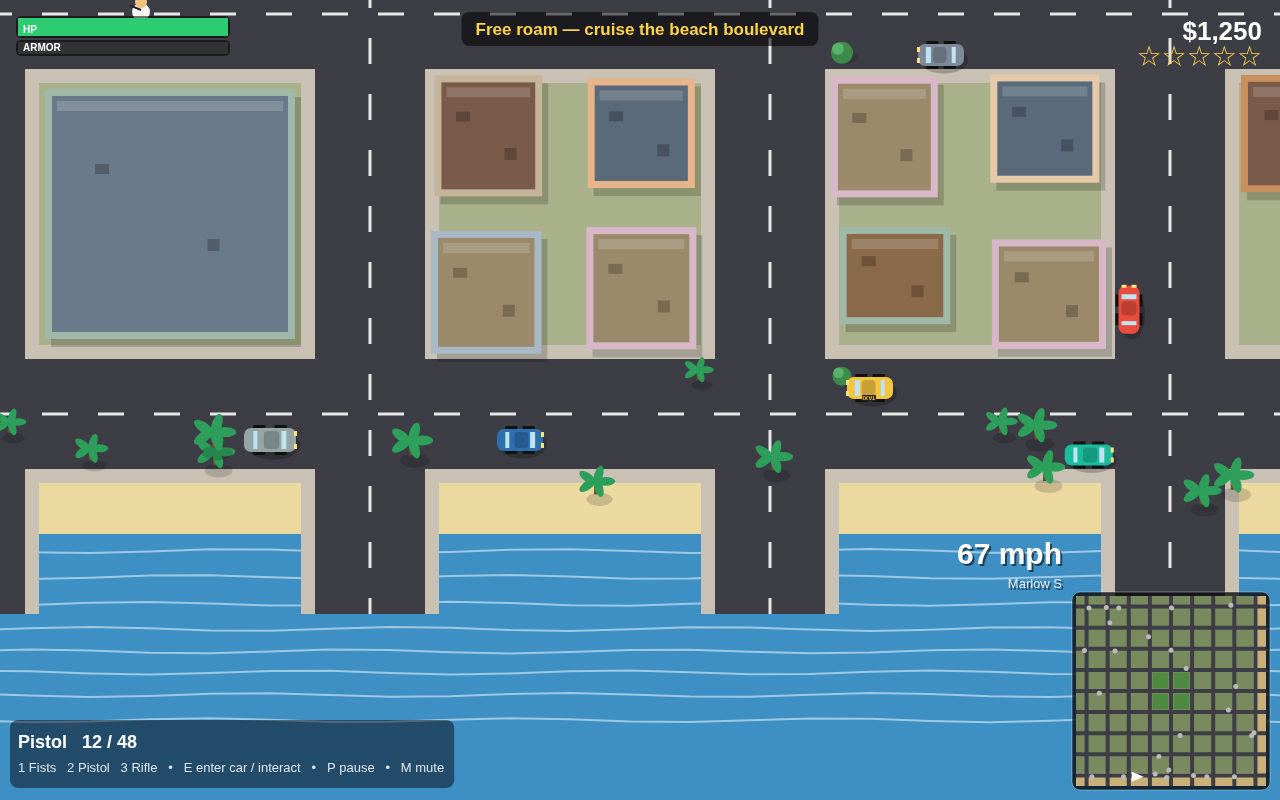 HP
ARMOR
Free roam — cruise the beach boulevard
$1,250
☆☆☆☆☆
TAXI
67 mph
Marlow S
Pistol 12 / 48
1 Fists 2 Pistol 3 Rifle • E enter car / interact • P pause • M mute